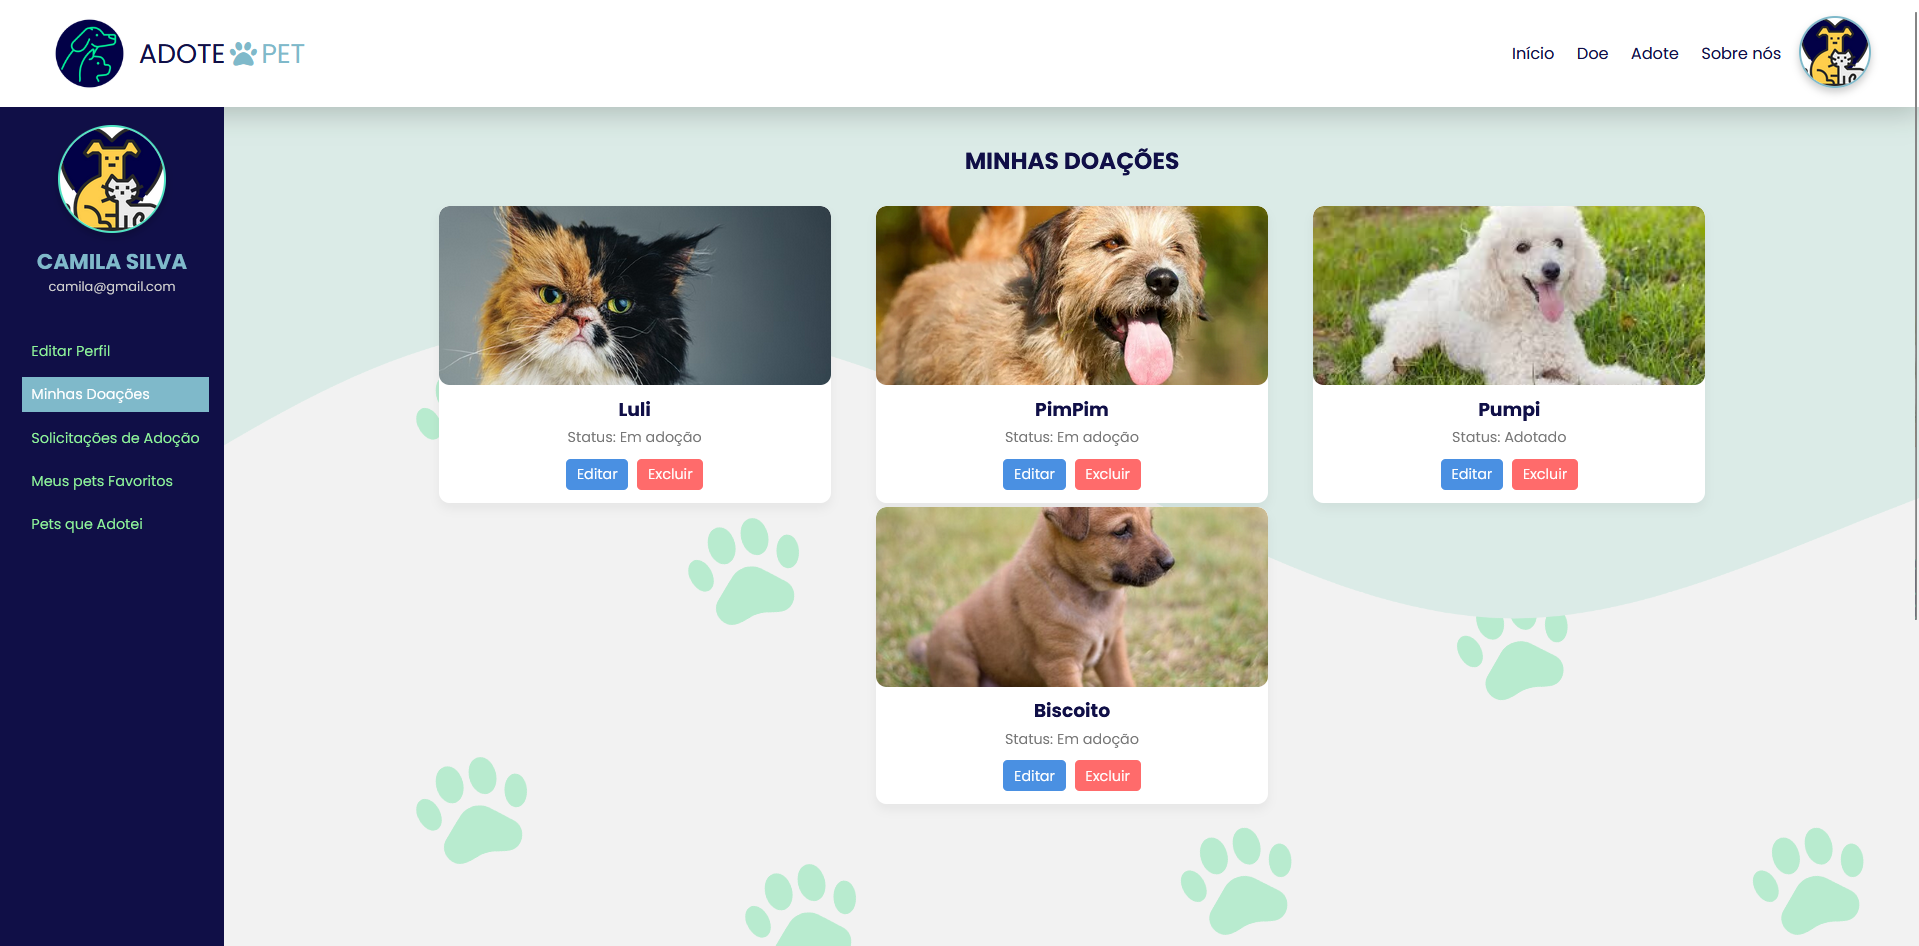 ADOTE PET
Início Doe Adote Sobre nós
CAMILA SILVA
camila@gmail.com
Editar Perfil
Minhas Doações
Solicitações de Adoção
Meus pets Favoritos
Pets que Adotei
MINHAS DOAÇÕES
Luli
Status: Em adoção
Editar Excluir
PimPim
Status: Em adoção
Editar Excluir
Pumpi
Status: Adotado
Editar Excluir
Biscoito
Status: Em adoção
Editar Excluir